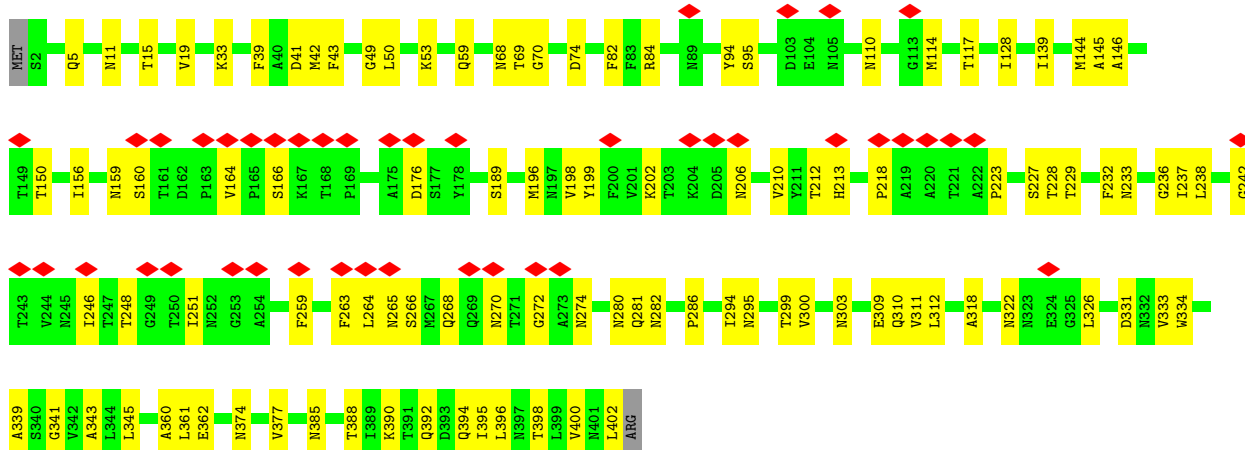 MET S2 Q5 N11 T15 V19 K33 F39 A40 D41 M42 F43 G49 L50 K53 Q59 N68 T69 G70 D74 F82 F83 R84 N89 Y94 S95 D103 E104 N105 N110 G113 M114 T117 I128 I139 M144 A145 A146
T149 T150 I156 N159 S160 T161 D162 P163 V164 P165 S166 K167 T168 P169 A175 D176 S177 Y178 S189 M196 N197 V198 Y199 F200 V201 K202 T203 K204 D205 N206 V210 Y211 T212 H213 P218 A219 A220 T221 A222 P223 S227 T228 T229 F232 N233 G236 I237 L238 G242
T243 V244 N245 I246 T247 T248 G249 T250 I251 N252 G253 A254 F259 F263 L264 N265 S266 M267 Q268 Q269 N270 T271 G272 A273 N274 N280 Q281 N282 P286 I294 N295 T299 V300 N303 E309 Q310 V311 L312 A318 N322 N323 E324 G325 L326 D331 N332 V333 W334
A339 S340 G341 V342 A343 L344 L345 A360 L361 E362 N374 V377 N385 T388 I389 K390 T391 Q392 D393 Q394 I395 L396 N397 T398 L399 V400 N401 L402 ARG